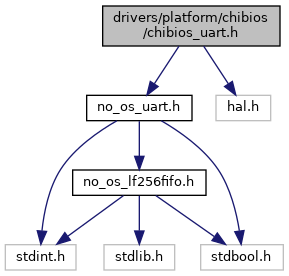 drivers/platform/chibios
/chibios_uart.h
no_os_uart.h
hal.h
no_os_lf256fifo.h
stdint.h
stdlib.h
stdbool.h